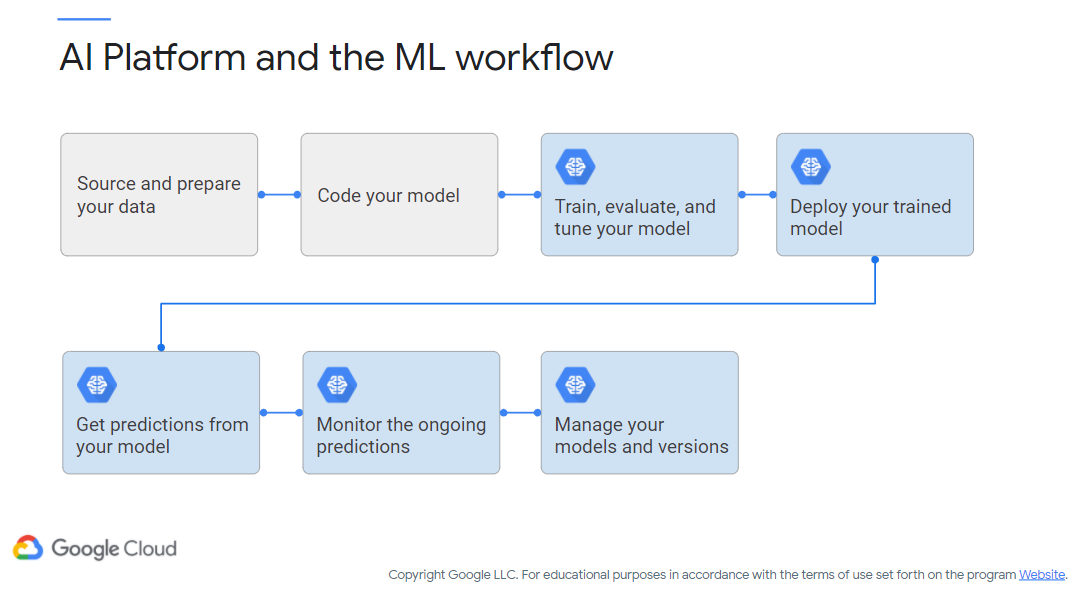 AI Platform and the ML workflow
Source and prepare
your data
Code your model
Train, evaluate, and
tune your model
Deploy your trained
model
Get predictions from
your model
Monitor the ongoing
predictions
Manage your
models and versions
Google Cloud
Copyright Google LLC. For educational purposes in accordance with the terms of use set forth on the program Website.